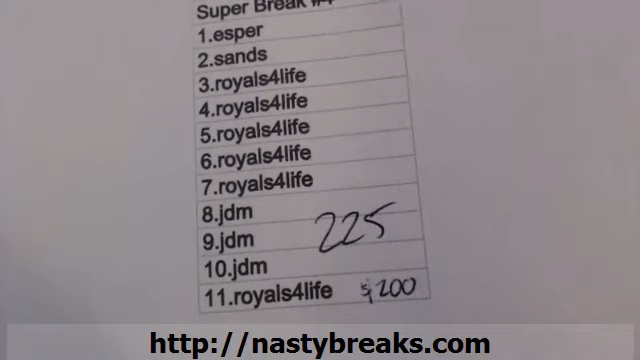 Super Break #
1.esper
2.sands
3.royals4life
4.royals4life
5.royals4life
6.royals4life
7.royals4life
8.jdm
9.jdm 225
10.jdm
11.royals4life $200
http://nastybreaks.com